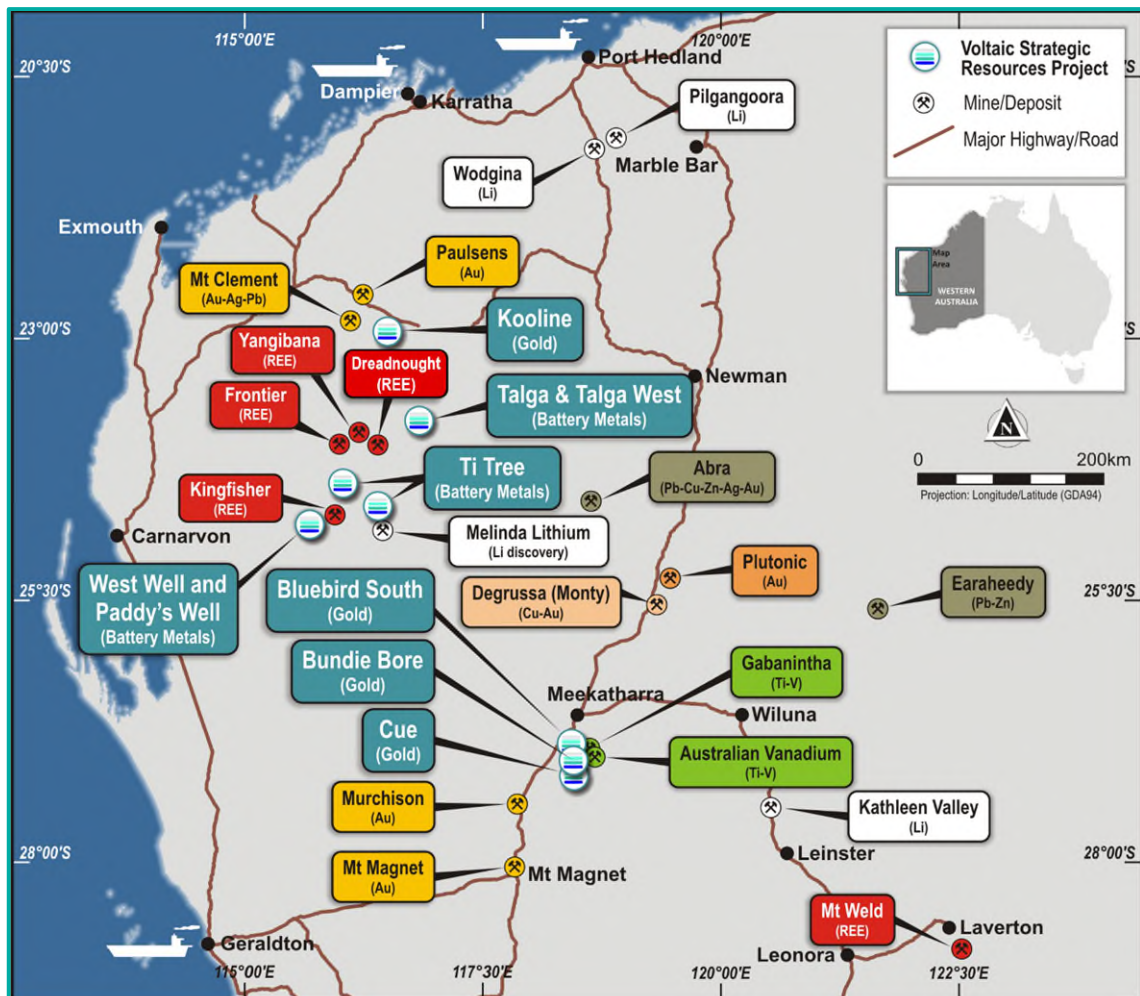 115°00'E
120°00'E
20°30'S
Port Hedland
Dampier
Karratha
Voltaic Strategic
Resources Project
Mine/Deposit
Major Highway/Road
Pilgangoora
(Li)
Wodgina
(Li)
Marble Bar
Exmouth
Map
Area
WESTERN
AUSTRALIA
Paulsens
(Au)
Mt Clement
(Au-Ag-Pb)
Kooline
(Gold)
23°00'S
23°00'S
Yangibana
(REE)
Dreadnought
(REE)
Newman
Frontier
(REE)
Talga & Talga West
(Battery Metals)
N
0
200km
Projection: Longitude/Latitude (GDA94)
Ti Tree
(Battery Metals)
Abra
(Pb-Cu-Zn-Ag-Au)
Kingfisher
(REE)
Carnarvon
Melinda Lithium
(Li discovery)
West Well and
Paddy's Well
(Battery Metals)
Bluebird South
(Gold)
Degrussa (Monty)
(Cu-Au)
Plutonic
(Au)
Earaheedy
(Pb-Zn)
25°30'S
25°30'S
Bundie Bore
(Gold)
Gabanintha
(Ti-V)
Meekatharra
Wiluna
Cue
(Gold)
Australian Vanadium
(Ti-V)
Murchison
(Au)
Kathleen Valley
(Li)
Leinster
28°00'S
28°00'S
Mt Magnet
(Au)
Mt Magnet
Mt Weld
(REE)
Laverton
Geraldton
Leonora
115°00'E
117°30'E
120°00'E
122°30'E